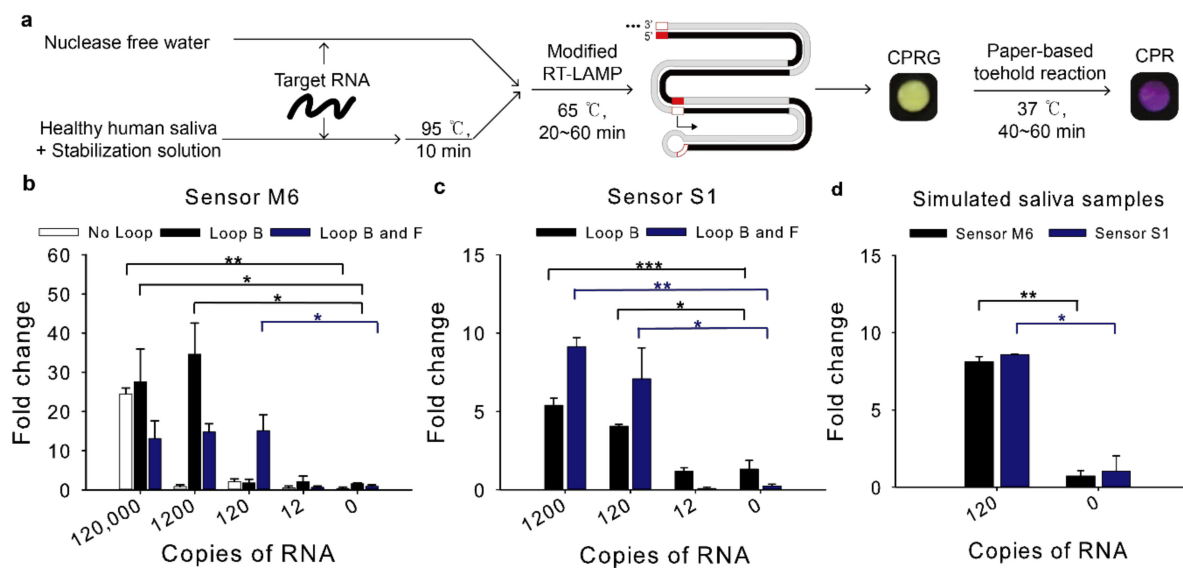 a
Nuclease free water
Target RNA
Healthy human saliva
+ Stabilization solution
95 ℃,
10 min
Modified
RT-LAMP
65 ℃,
20~60 min
••• 3'
5'
CPRG
Paper-based
toehold reaction
37 ℃,
40~60 min
CPR
b
Sensor M6
No Loop Loop B Loop B and F
60
50
40
30
20
10
0
Fold change
** 
*
*
*
120,000 1200 120 12 0
Copies of RNA
c
Sensor S1
Loop B Loop B and F
15
10
5
0
Fold change
***
**
*
*
1200 120 12 0
Copies of RNA
d
Simulated saliva samples
Sensor M6 Sensor S1
15
10
5
0
Fold change
**
*
120 0
Copies of RNA